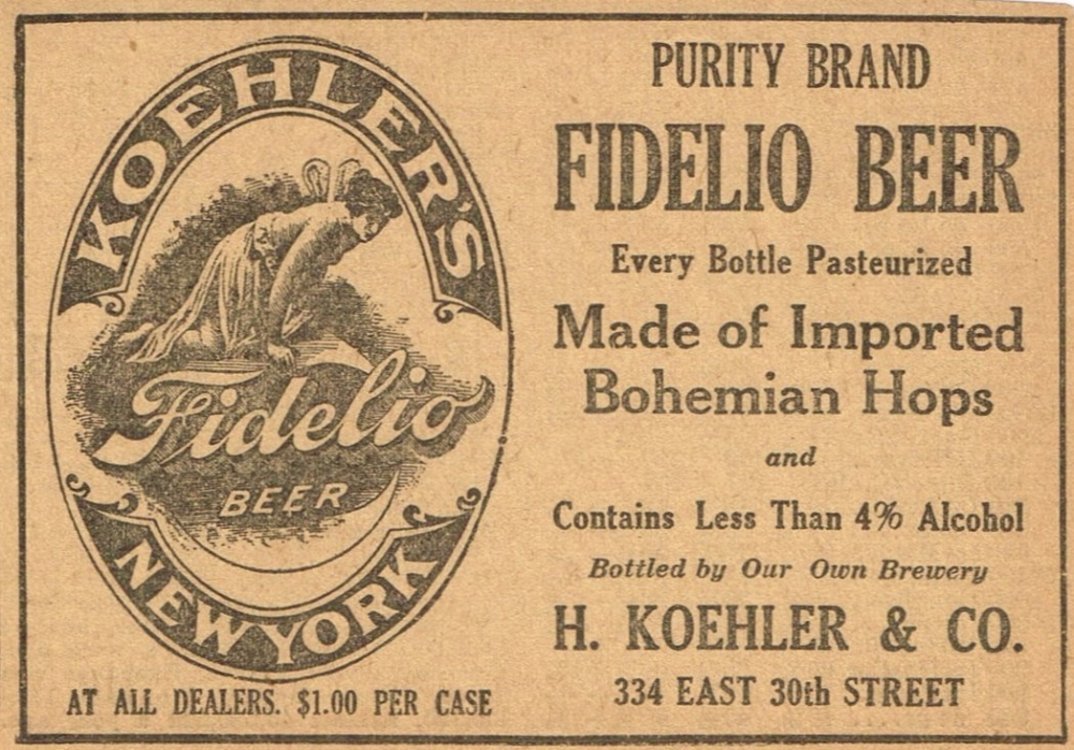 KOEHLER'S
Fidelio
BEER
NEW YORK
AT ALL DEALERS. $1.00 PER CASE
PURITY BRAND
FIDELIO BEER
Every Bottle Pasteurized
Made of Imported
Bohemian Hops
and
Contains Less Than 4% Alcohol
Bottled by Our Own Brewery
H. KOEHLER & CO.
334 EAST 30th STREET